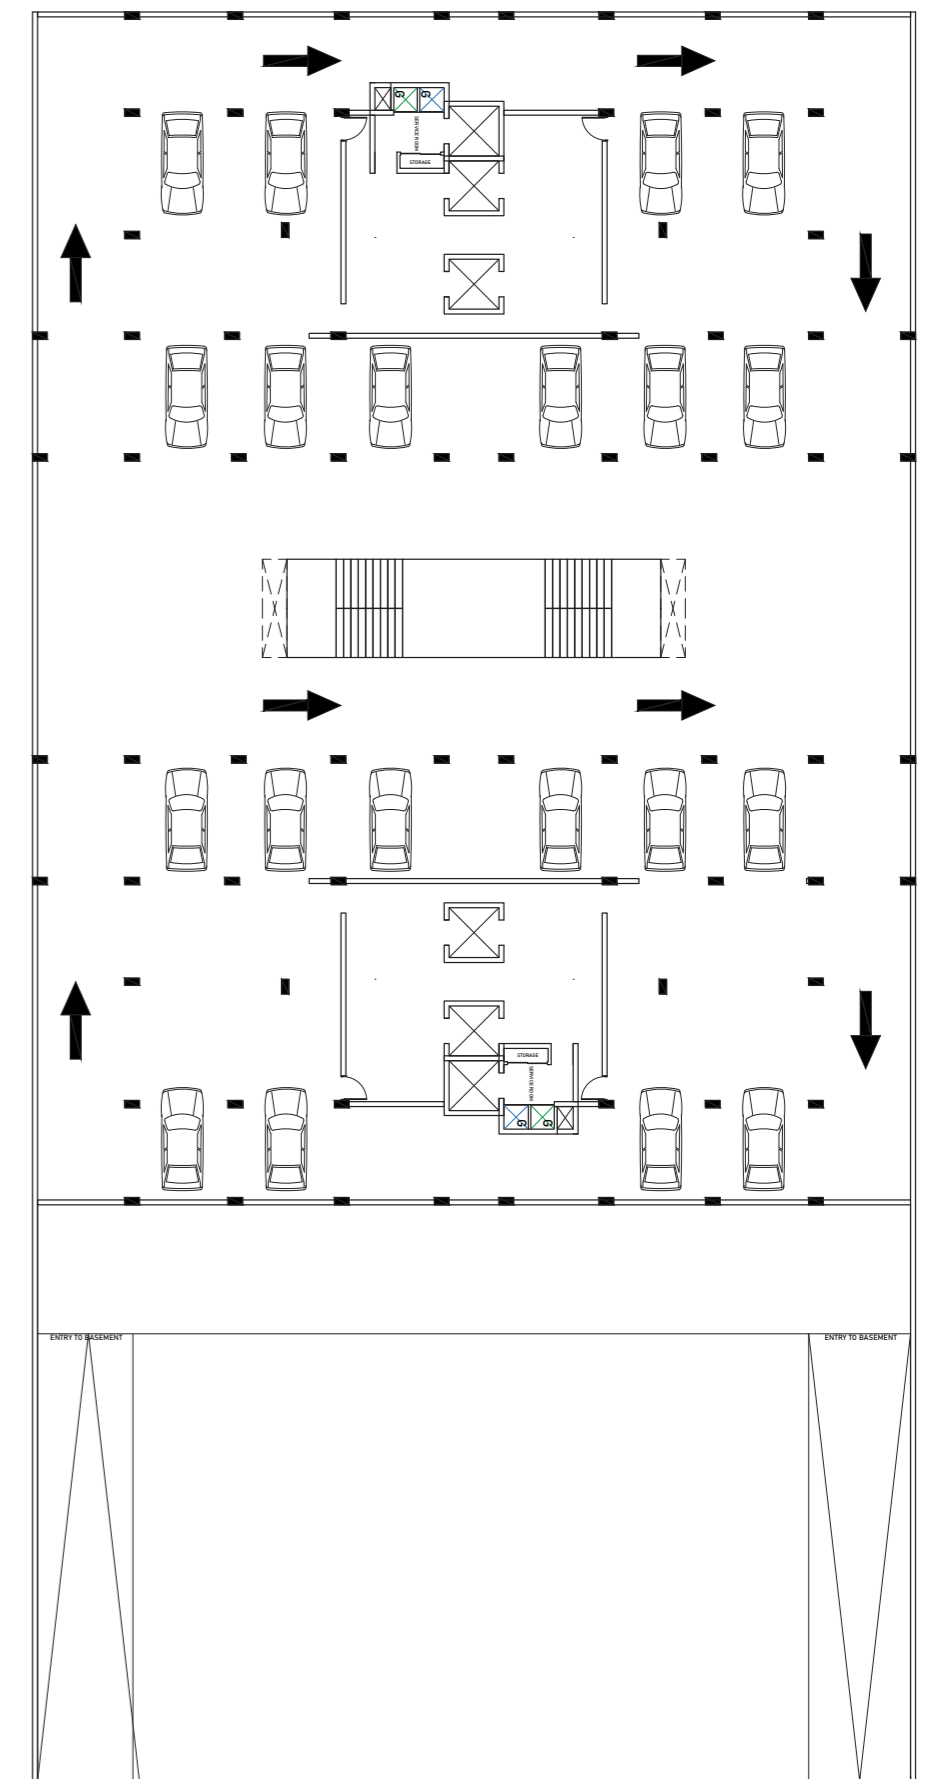 G
G
SERVICE ROOM
STORAGE
STORAGE
SERVICE ROOM
G
G
ENTRY TO BASEMENT
ENTRY TO BASEMENT